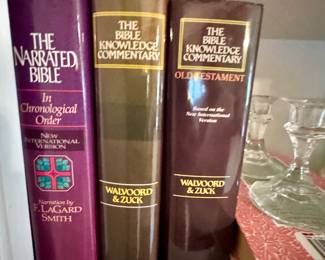 THE
NARRATED
BIBLE
In
Chronological
Order
NEW
INTERNATIONAL
VERSION
Narration by
F. LAGARD
SMITH
THE
BIBLE
KNOWLEDGE
COMMENTARY
WALVOORD
& ZUCK
THE
BIBLE
KNOWLEDGE
COMMENTARY
OLD TESTAMENT
Based on the
New International
Version
WALVOORD
& ZUCK